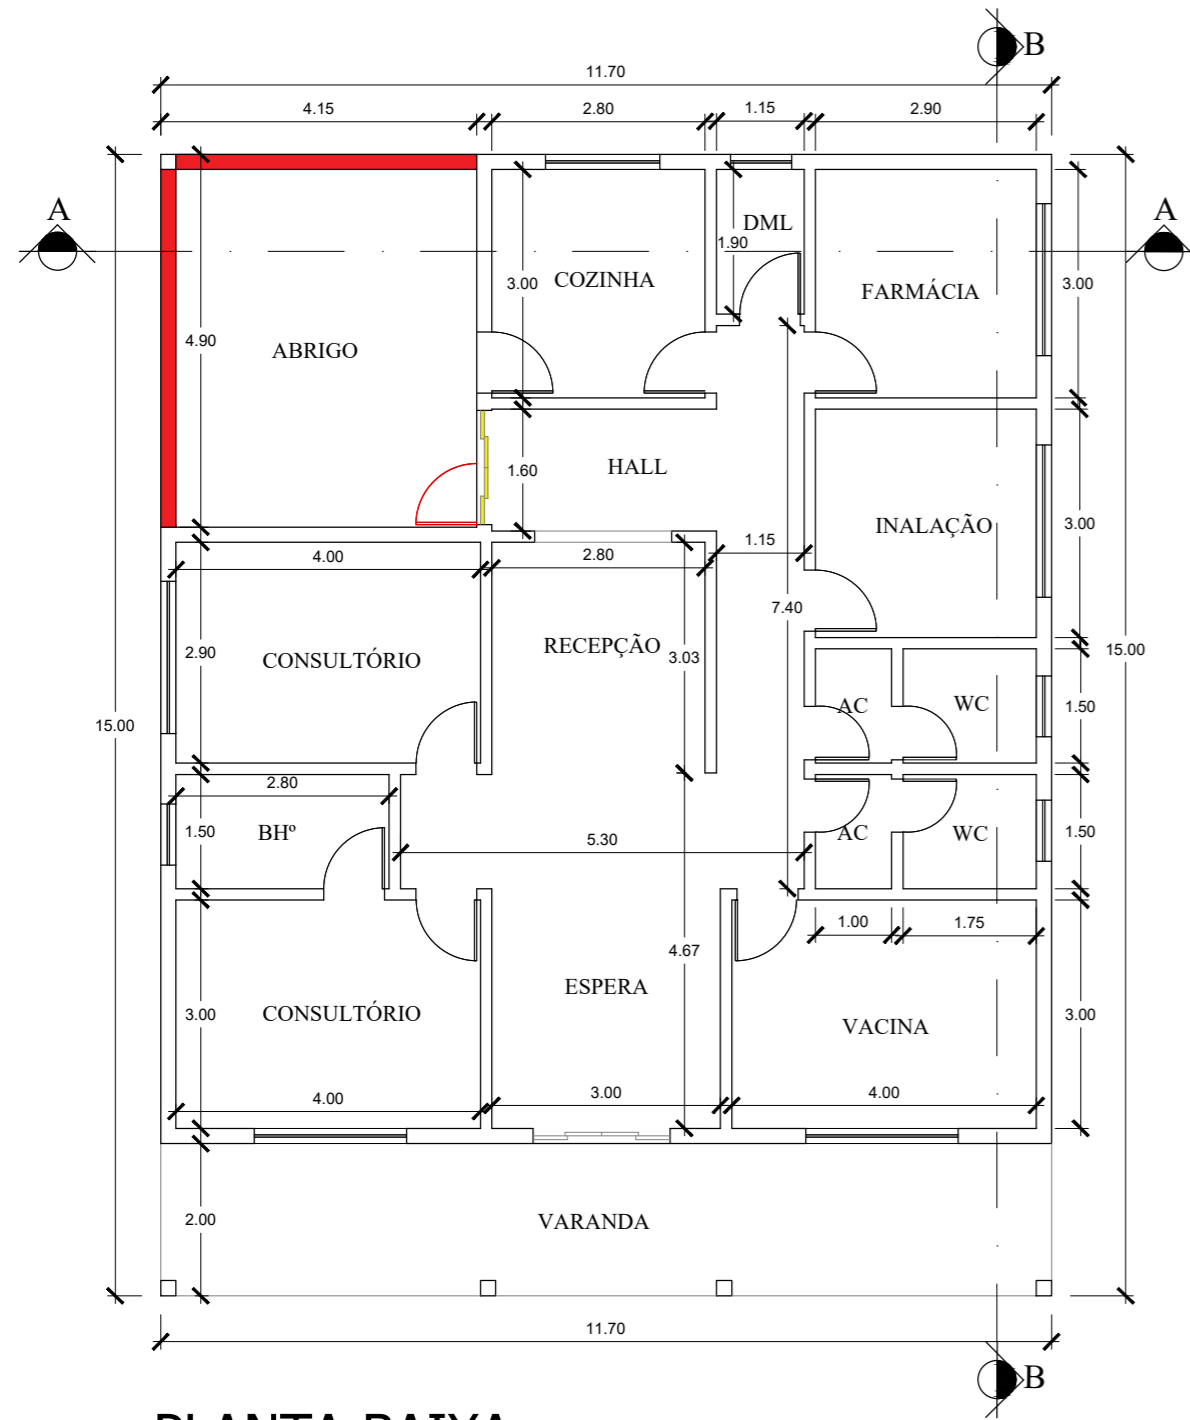 B
11.70
4.15
2.80
1.15
2.90
A
A
DML
1.90
COZINHA
3.00
FARMÁCIA
3.00
4.90
ABRIGO
1.60
HALL
INALAÇÃO
3.00
4.00
2.80
1.15
7.40
RECEPÇÃO
3.03
CONSULTÓRIO
2.90
15.00
15.00
AC
WC
1.50
2.80
1.50
BHº
5.30
AC
WC
1.50
1.00
1.75
4.67
ESPERA
3.00
CONSULTÓRIO
VACINA
3.00
4.00
3.00
4.00
2.00
VARANDA
11.70
B
PLANTA BAIXA